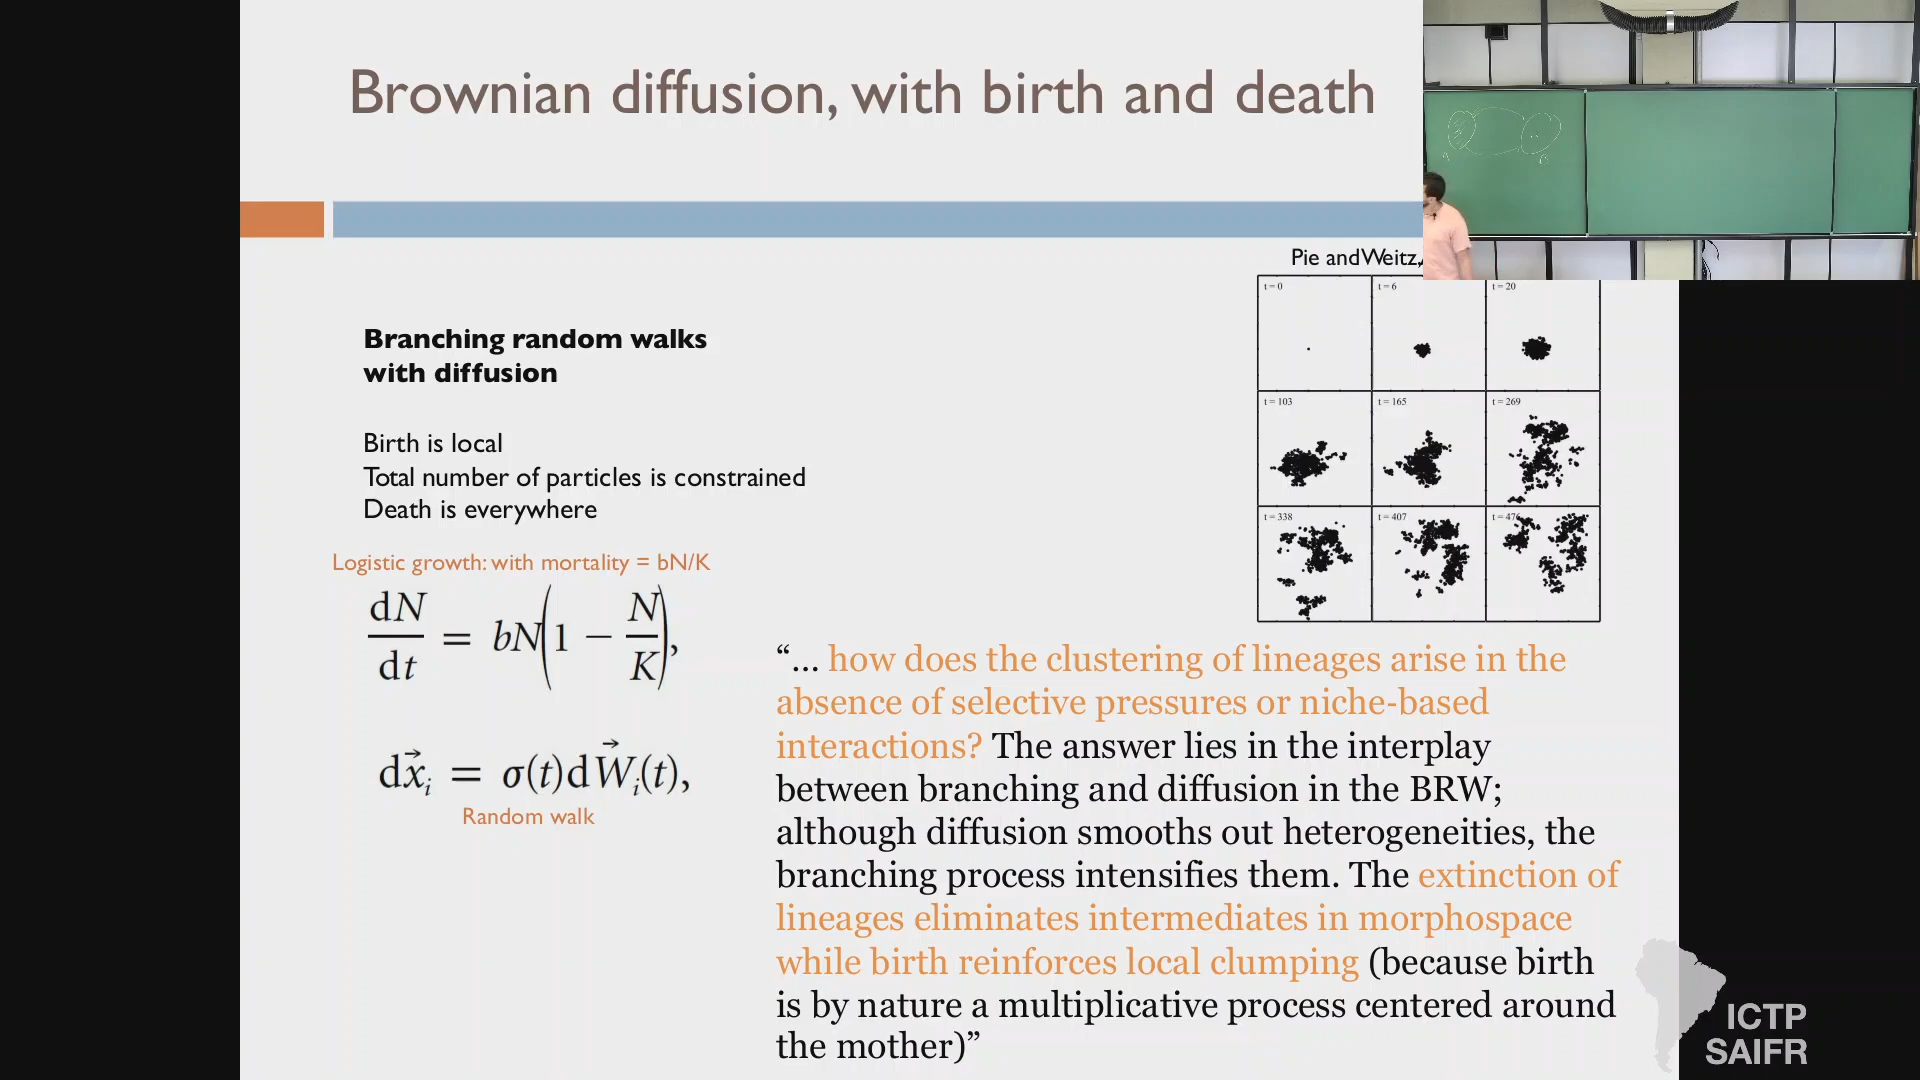 Brownian diffusion, with birth and death
Pie and Weitz,
Branching random walks
with diffusion
Birth is local
Total number of particles is constrained
Death is everywhere
Logistic growth: with mortality = bN/K
dN/dt = bN(1 − N/K),
dx⃗ᵢ = σ(t)dW⃗ᵢ(t),
Random walk
t = 0
t = 6
t = 20
t = 103
t = 165
t = 269
t = 338
t = 407
t = 476
“... how does the clustering of lineages arise in the
absence of selective pressures or niche-based
interactions? The answer lies in the interplay
between branching and diffusion in the BRW;
although diffusion smooths out heterogeneities, the
branching process intensifies them. The extinction of
lineages eliminates intermediates in morphospace
while birth reinforces local clumping (because birth
is by nature a multiplicative process centered around
the mother)”
ICTP
SAIFR